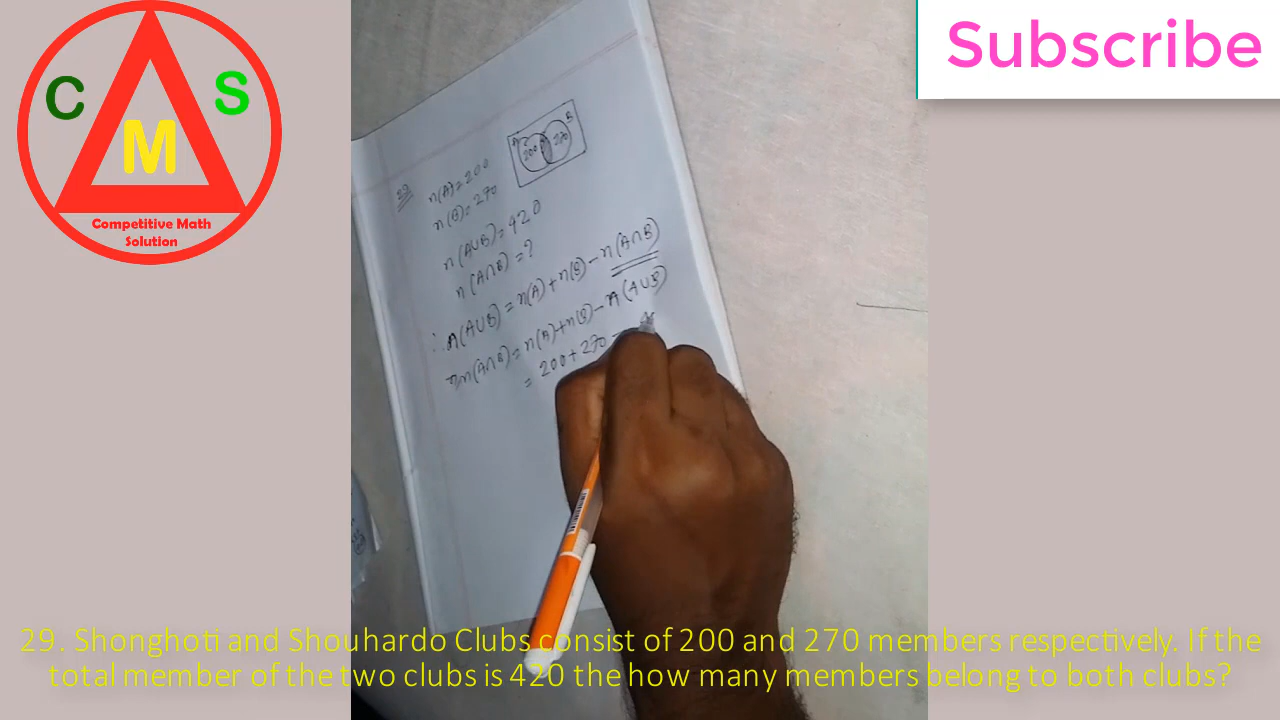 C
S
M
Competitive Math
Solution
Subscribe
29
A
B
200
270
n(A)=200
n(B)=270
n(A∪B)=420
n(A∩B)=?
∴ n(A∪B)=n(A)+n(B)-n(A∩B)
n(A∩B)=n(A)+n(B)-n(A∪B)
=200+270-
29. Shonghoti and Shouhardo Clubs consist of 200 and 270 members respectively. If the
total member of the two clubs is 420 the how many members belong to both clubs?